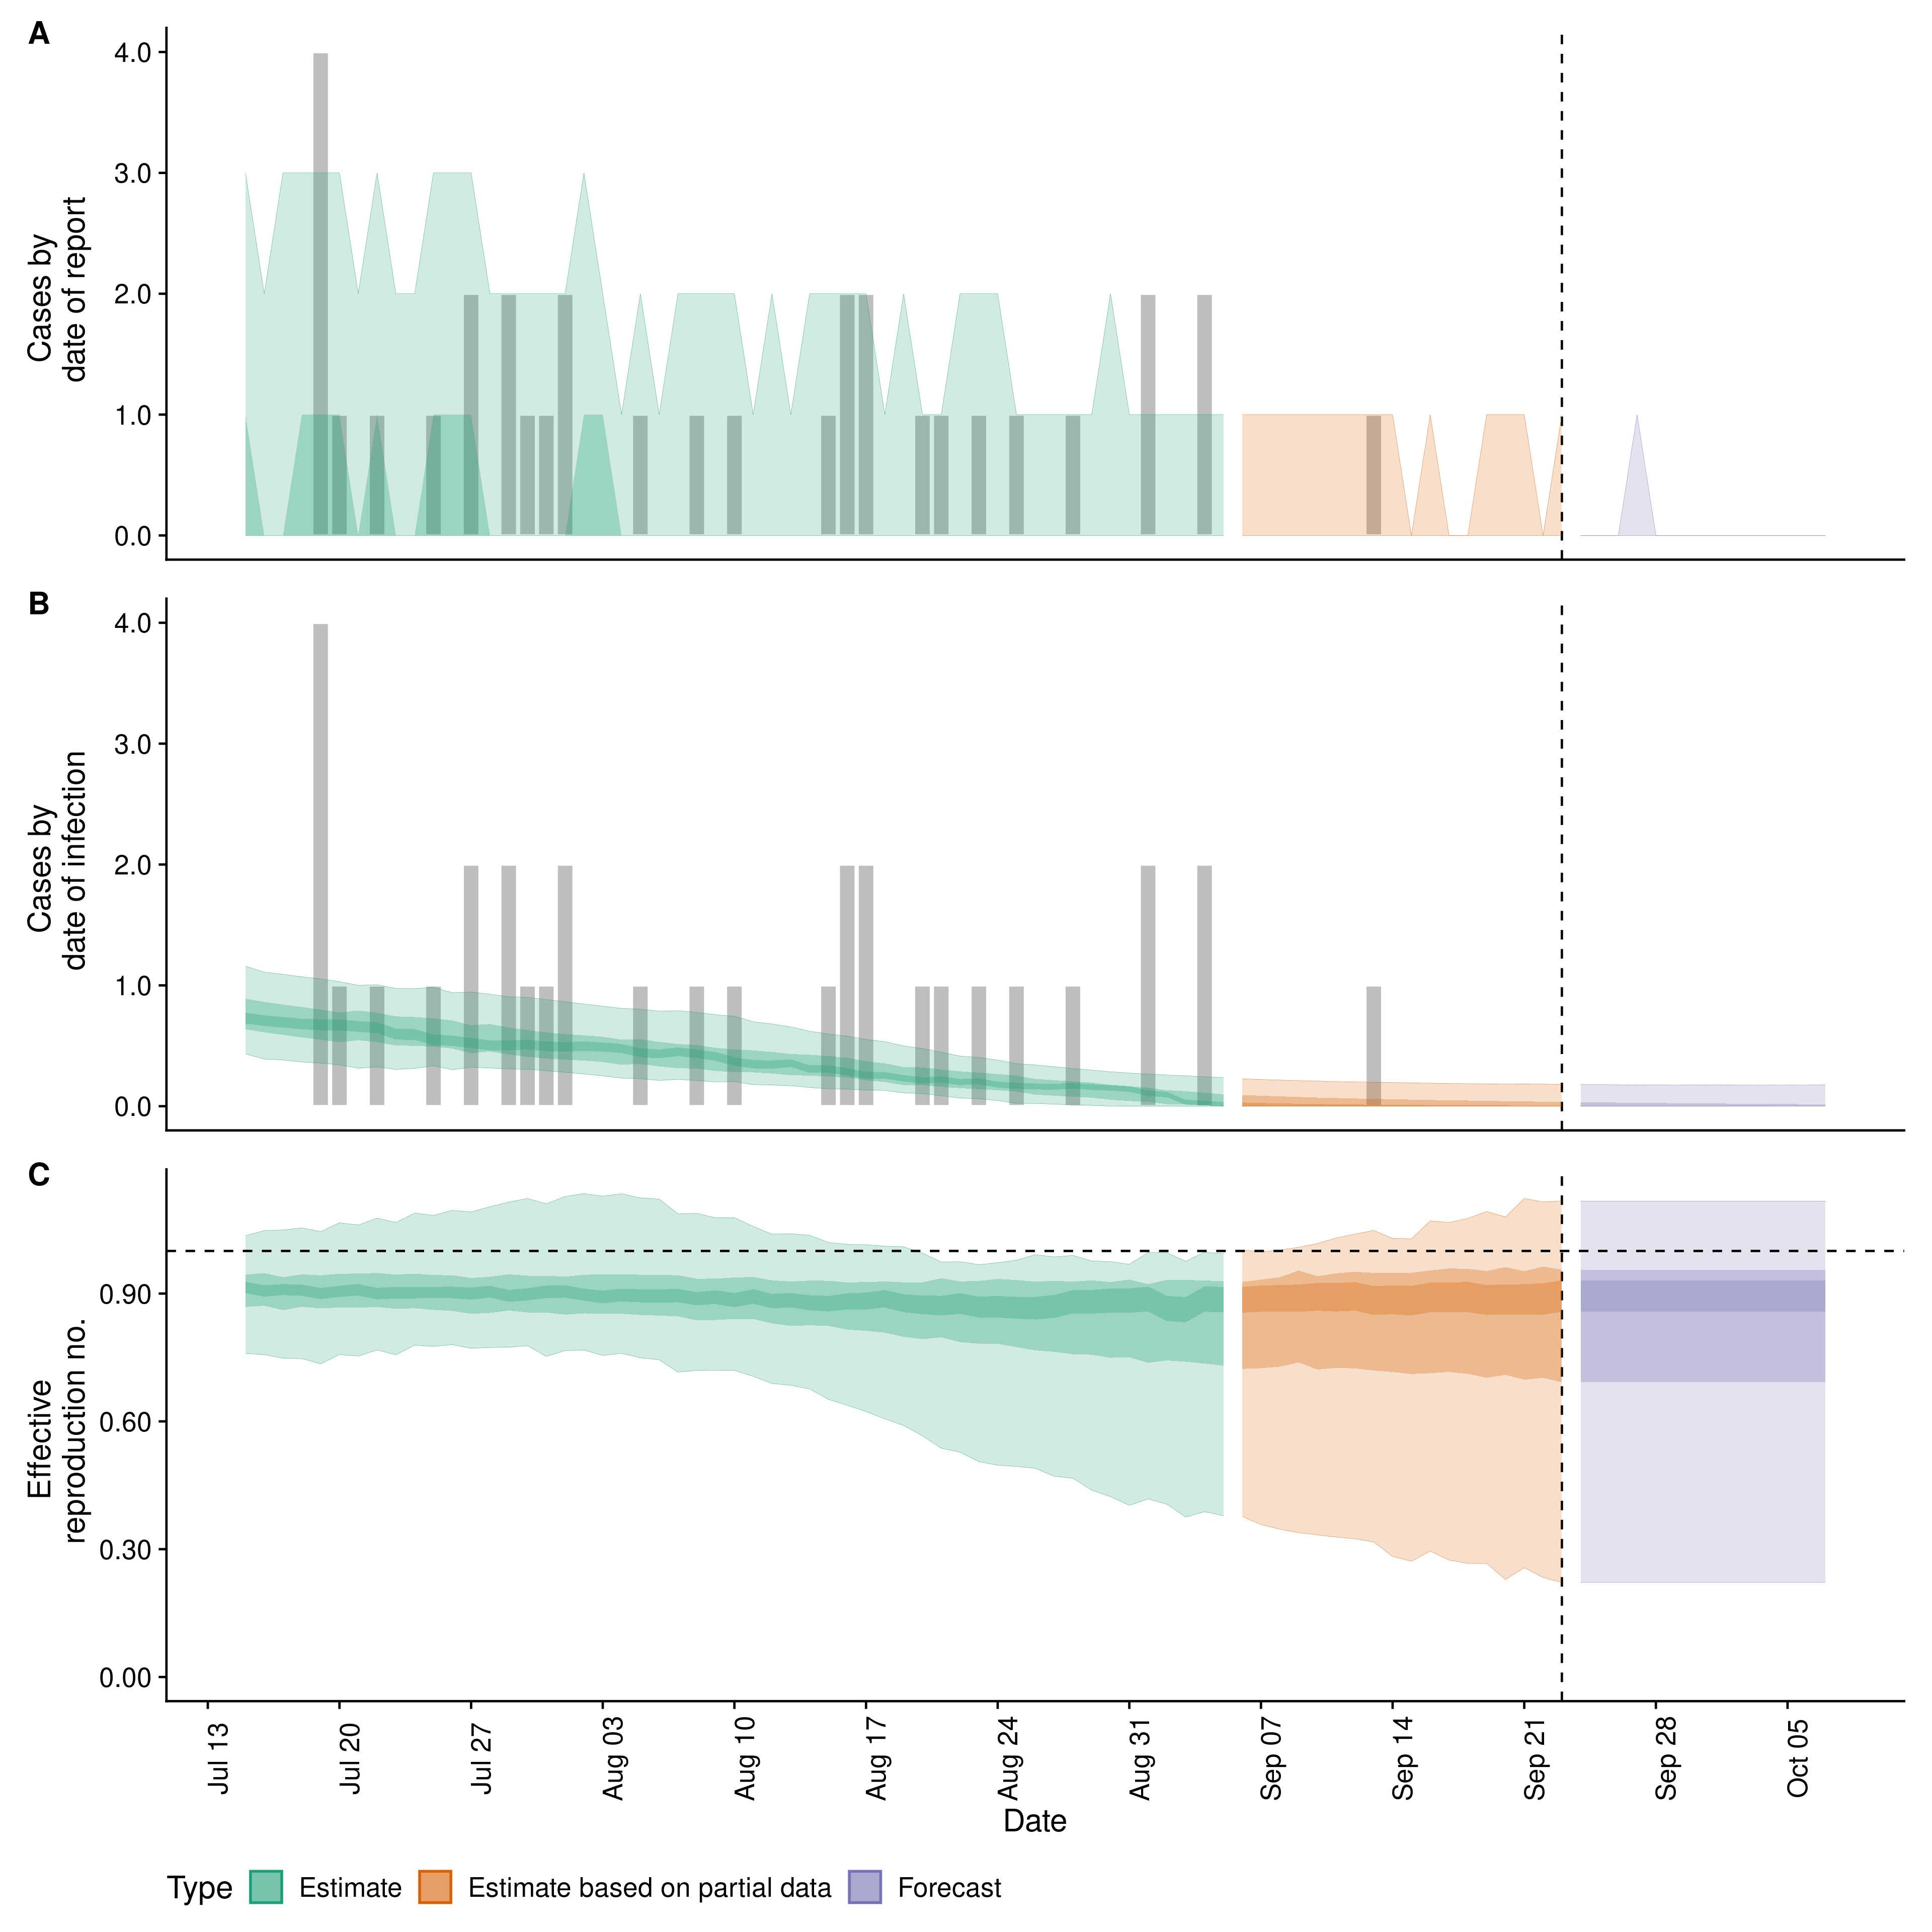 A
4.0
3.0
2.0
1.0
0.0
Cases by
date of report
B
4.0
3.0
2.0
1.0
0.0
Cases by
date of infection
C
0.90
0.60
0.30
0.00
Effective
reproduction no.
Jul 13
Jul 20
Jul 27
Aug 03
Aug 10
Aug 17
Aug 24
Aug 31
Sep 07
Sep 14
Sep 21
Sep 28
Oct 05
Date
Type Estimate Estimate based on partial data Forecast